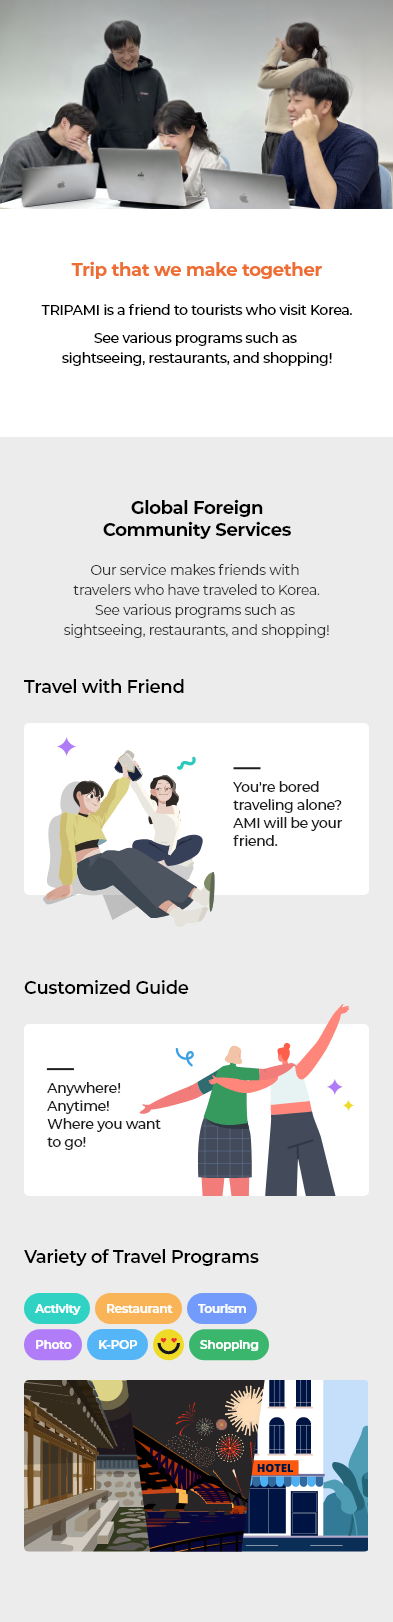 Trip that we make together
TRIPAMI is a friend to tourists who visit Korea.
See various programs such as
sightseeing, restaurants, and shopping!
Global Foreign
Community Services
Our service makes friends with
travelers who have traveled to Korea.
See various programs such as
sightseeing, restaurants, and shopping!
Travel with Friend
You're bored
traveling alone?
AMI will be your
friend.
Customized Guide
Anywhere!
Anytime!
Where you want
to go!
Variety of Travel Programs
Activity Restaurant Tourism
Photo K-POP Shopping
HOTEL